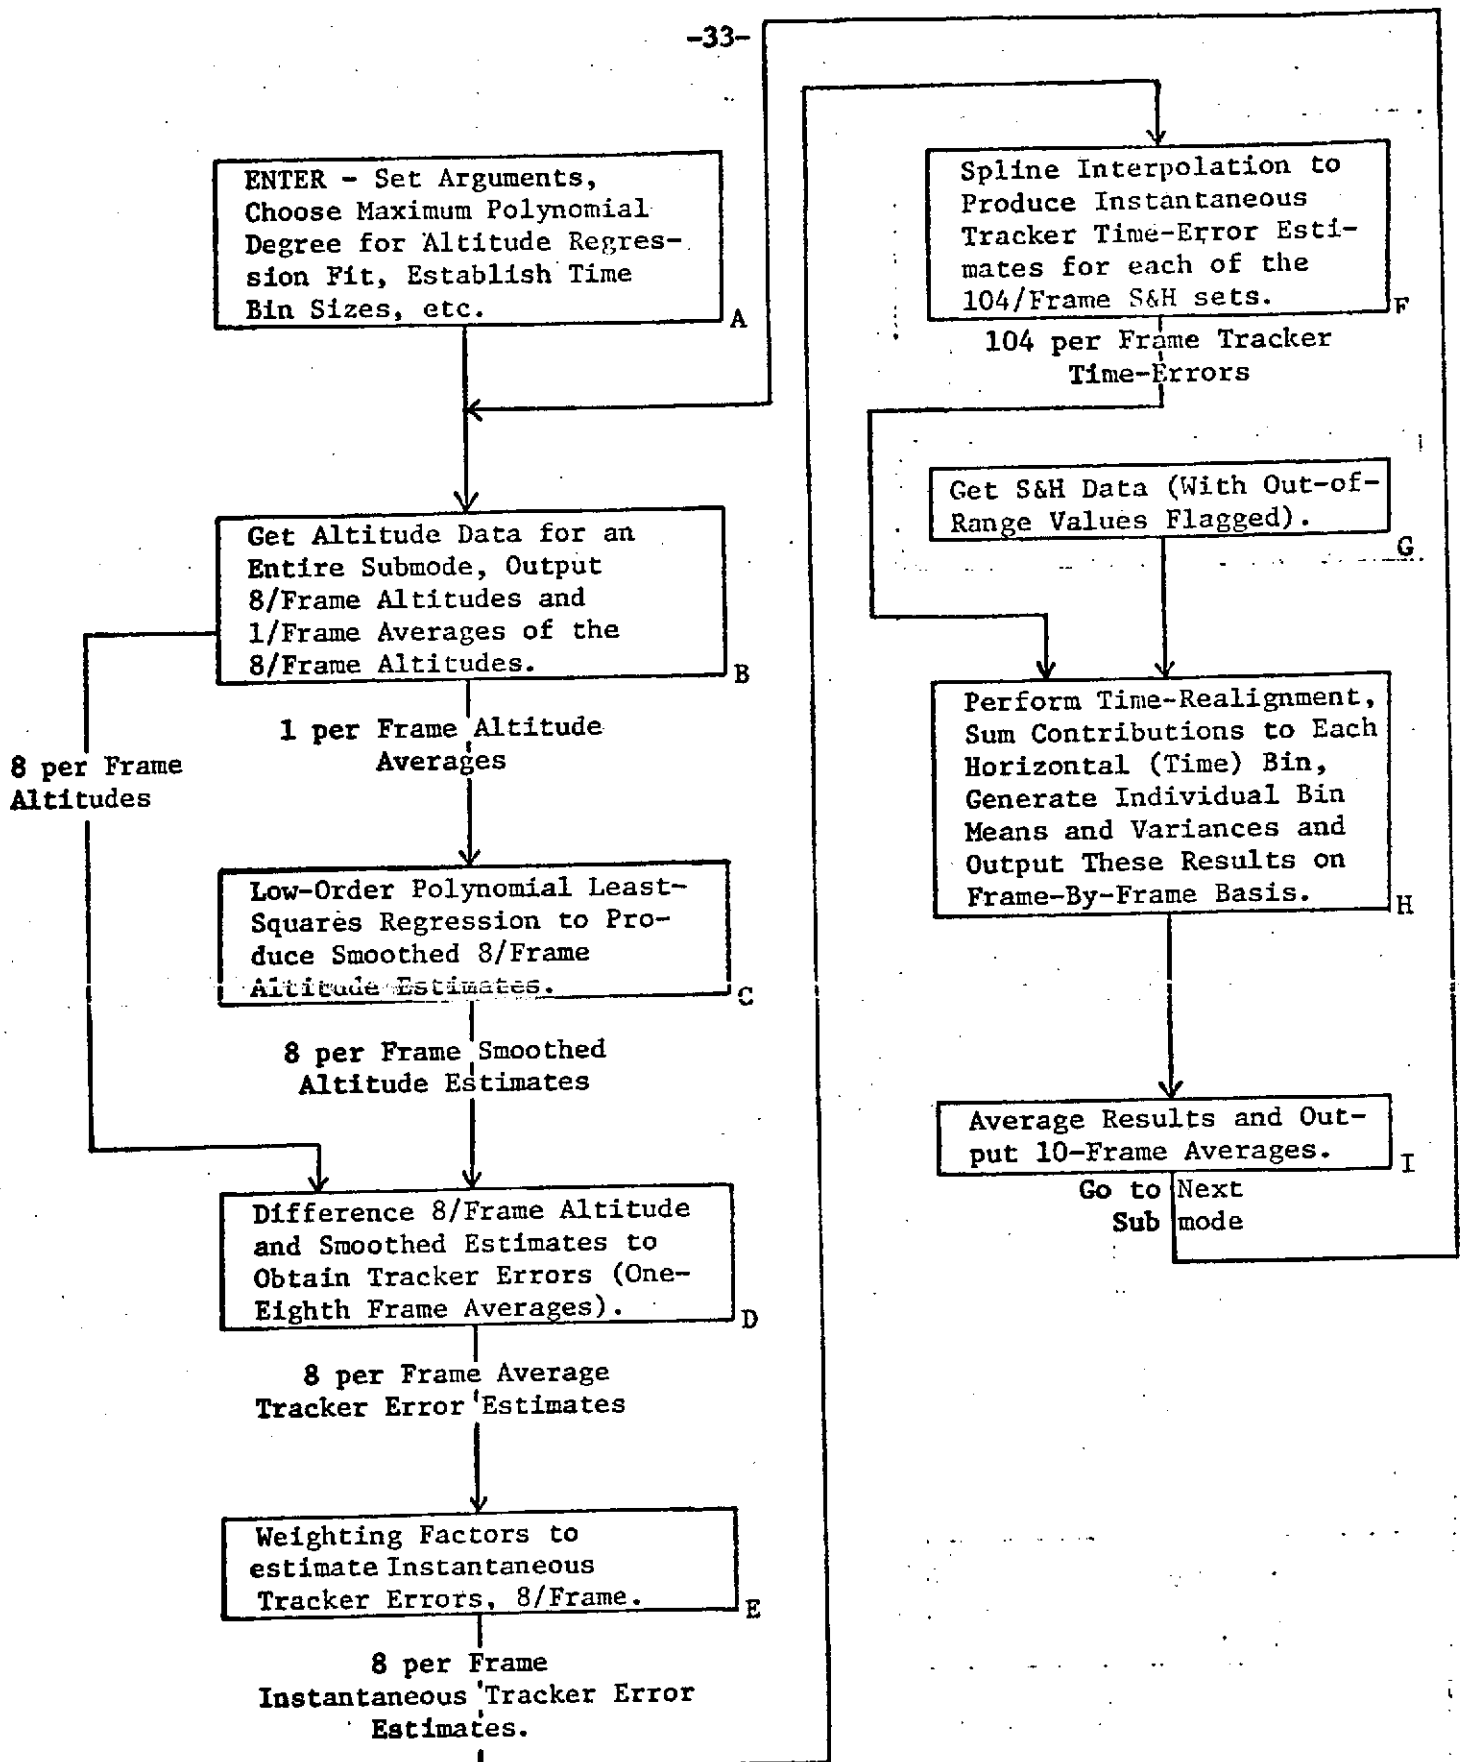 -33-
ENTER - Set Arguments,
Choose Maximum Polynomial
Degree for Altitude Regres-
sion Fit, Establish Time
Bin Sizes, etc.
A
Get Altitude Data for an
Entire Submode, Output
8/Frame Altitudes and
1/Frame Averages of the
8/Frame Altitudes.
B
1 per Frame Altitude
Averages
8 per Frame
Altitudes
Low-Order Polynomial Least-
Squares Regression to Pro-
duce Smoothed 8/Frame
Altitude Estimates.
C
8 per Frame Smoothed
Altitude Estimates
Difference 8/Frame Altitude
and Smoothed Estimates to
Obtain Tracker Errors (One-
Eighth Frame Averages).
D
8 per Frame Average
Tracker Error Estimates
Weighting Factors to
estimate Instantaneous
Tracker Errors, 8/Frame.
E
8 per Frame
Instantaneous Tracker Error
Estimates.
Spline Interpolation to
Produce Instantaneous
Tracker Time-Error Esti-
mates for each of the
104/Frame S&H sets.
F
104 per Frame Tracker
Time-Errors
Get S&H Data (With Out-of-
Range Values Flagged).
G
Perform Time-Realignment,
Sum Contributions to Each
Horizontal (Time) Bin,
Generate Individual Bin
Means and Variances and
Output These Results on
Frame-By-Frame Basis.
H
Average Results and Out-
put 10-Frame Averages.
I
Go to Next
Sub mode